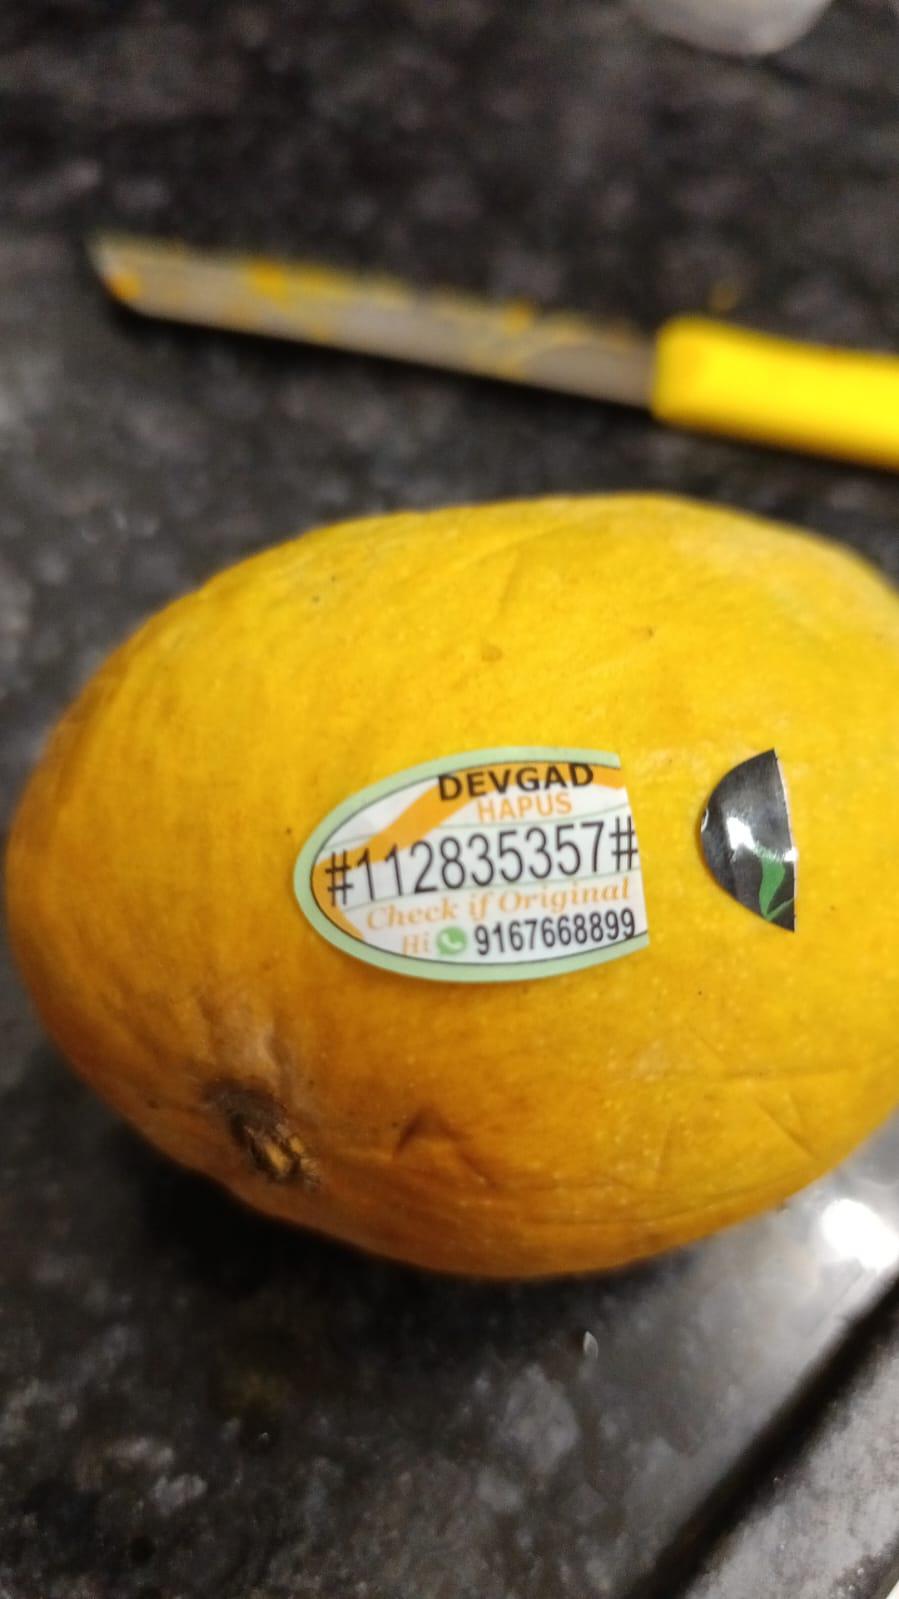 DEVGAD
HAPUS
#112835357#
Check if Original
Hi 9167668899